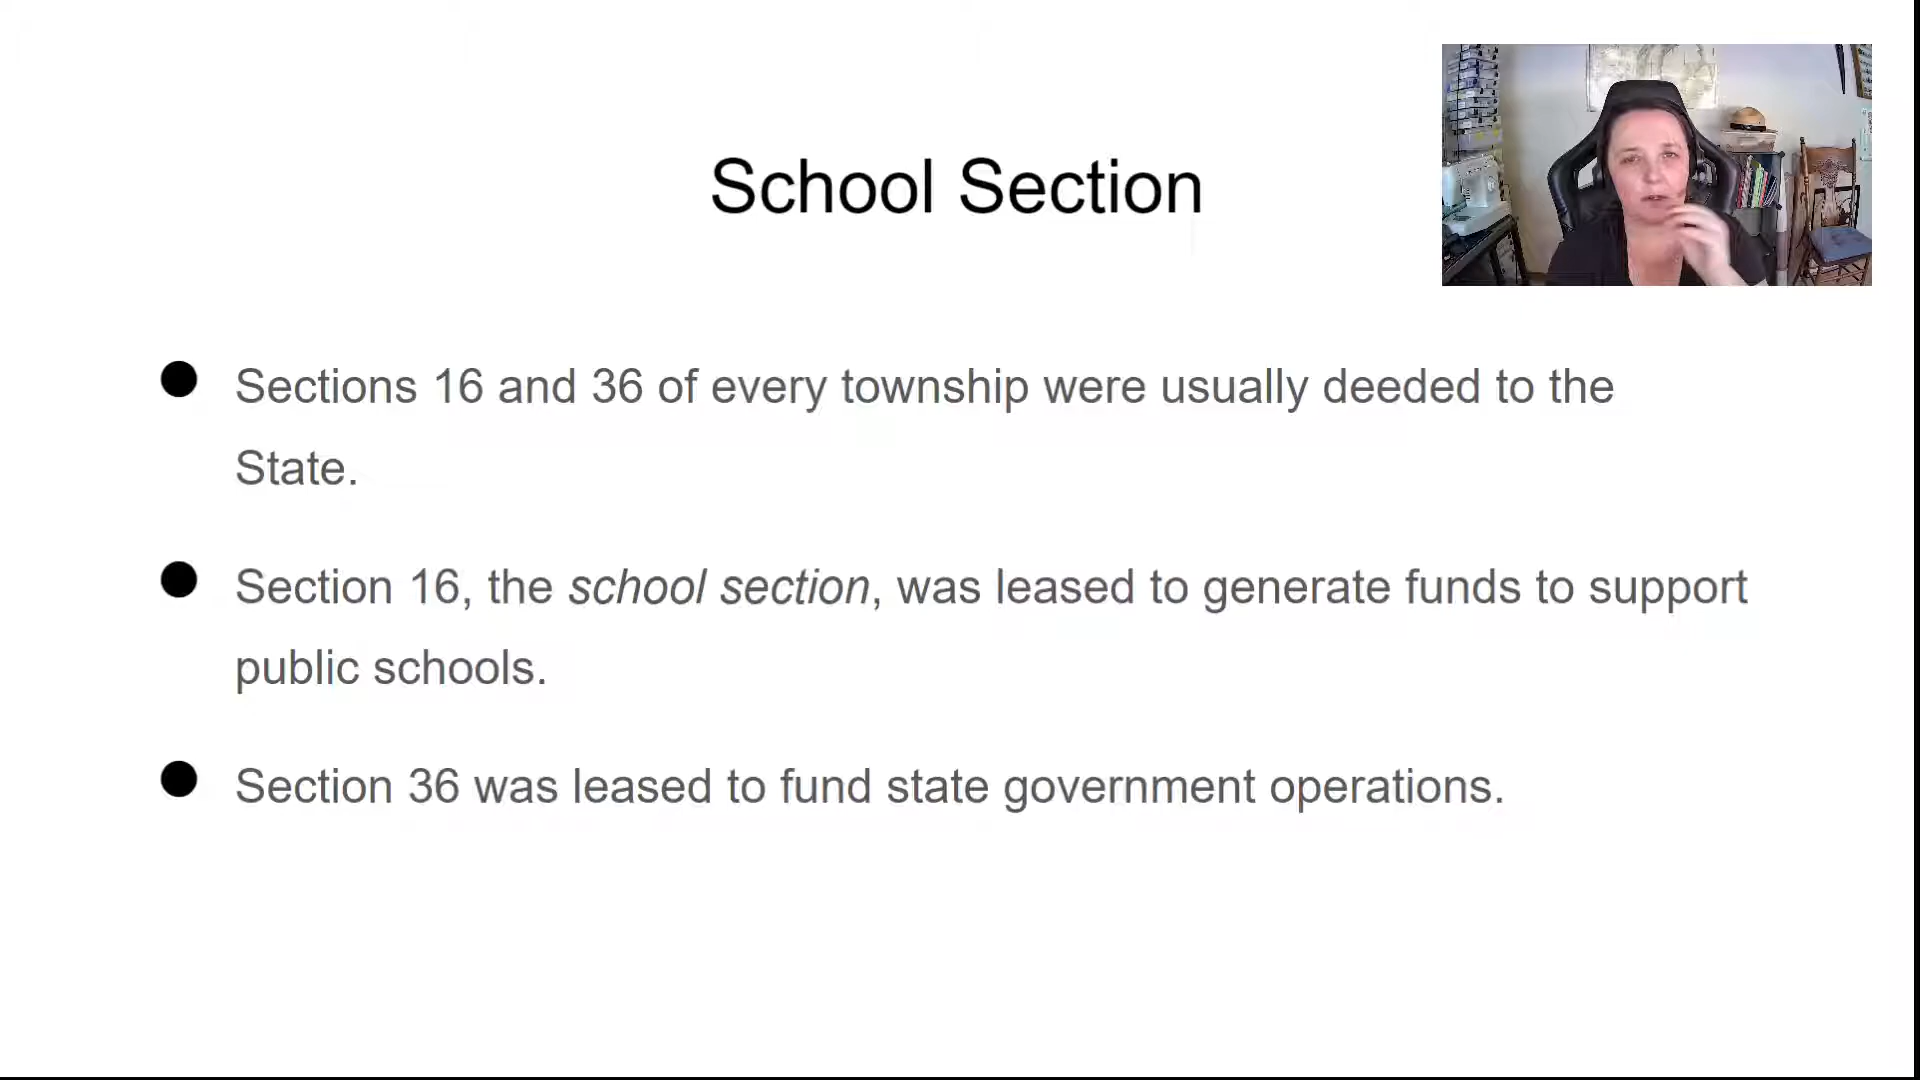 School Section
Sections 16 and 36 of every township were usually deeded to the
State.
Section 16, the school section, was leased to generate funds to support
public schools.
Section 36 was leased to fund state government operations.